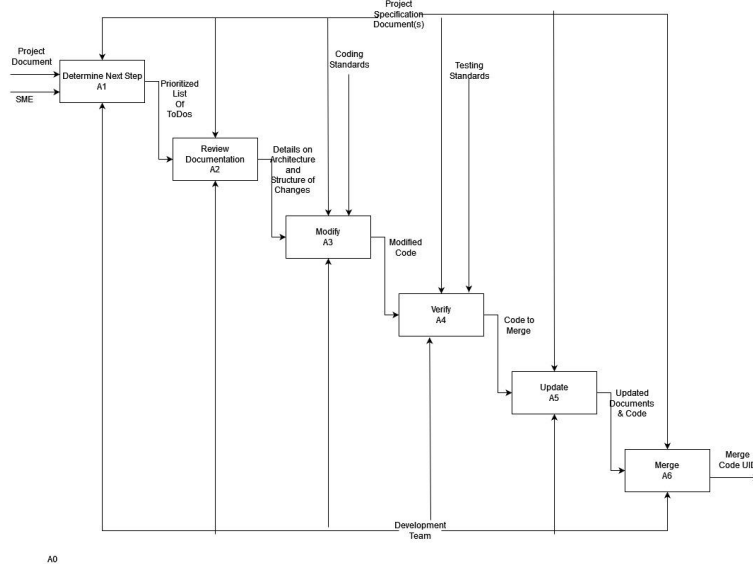 Project
Specification
Document(s)
Project
Document
SME
Determine Next Step
A1
Prioritized
List
Of
ToDos
Coding
Standards
Testing
Standards
Review
Documentation
A2
Details on
Architecture
and
Structure of
Changes
Modify
A3
Modified
Code
Verify
A4
Code to
Merge
Update
A5
Updated
Documents
& Code
Merge
A6
Merge
Code UID
Development
Team
A0